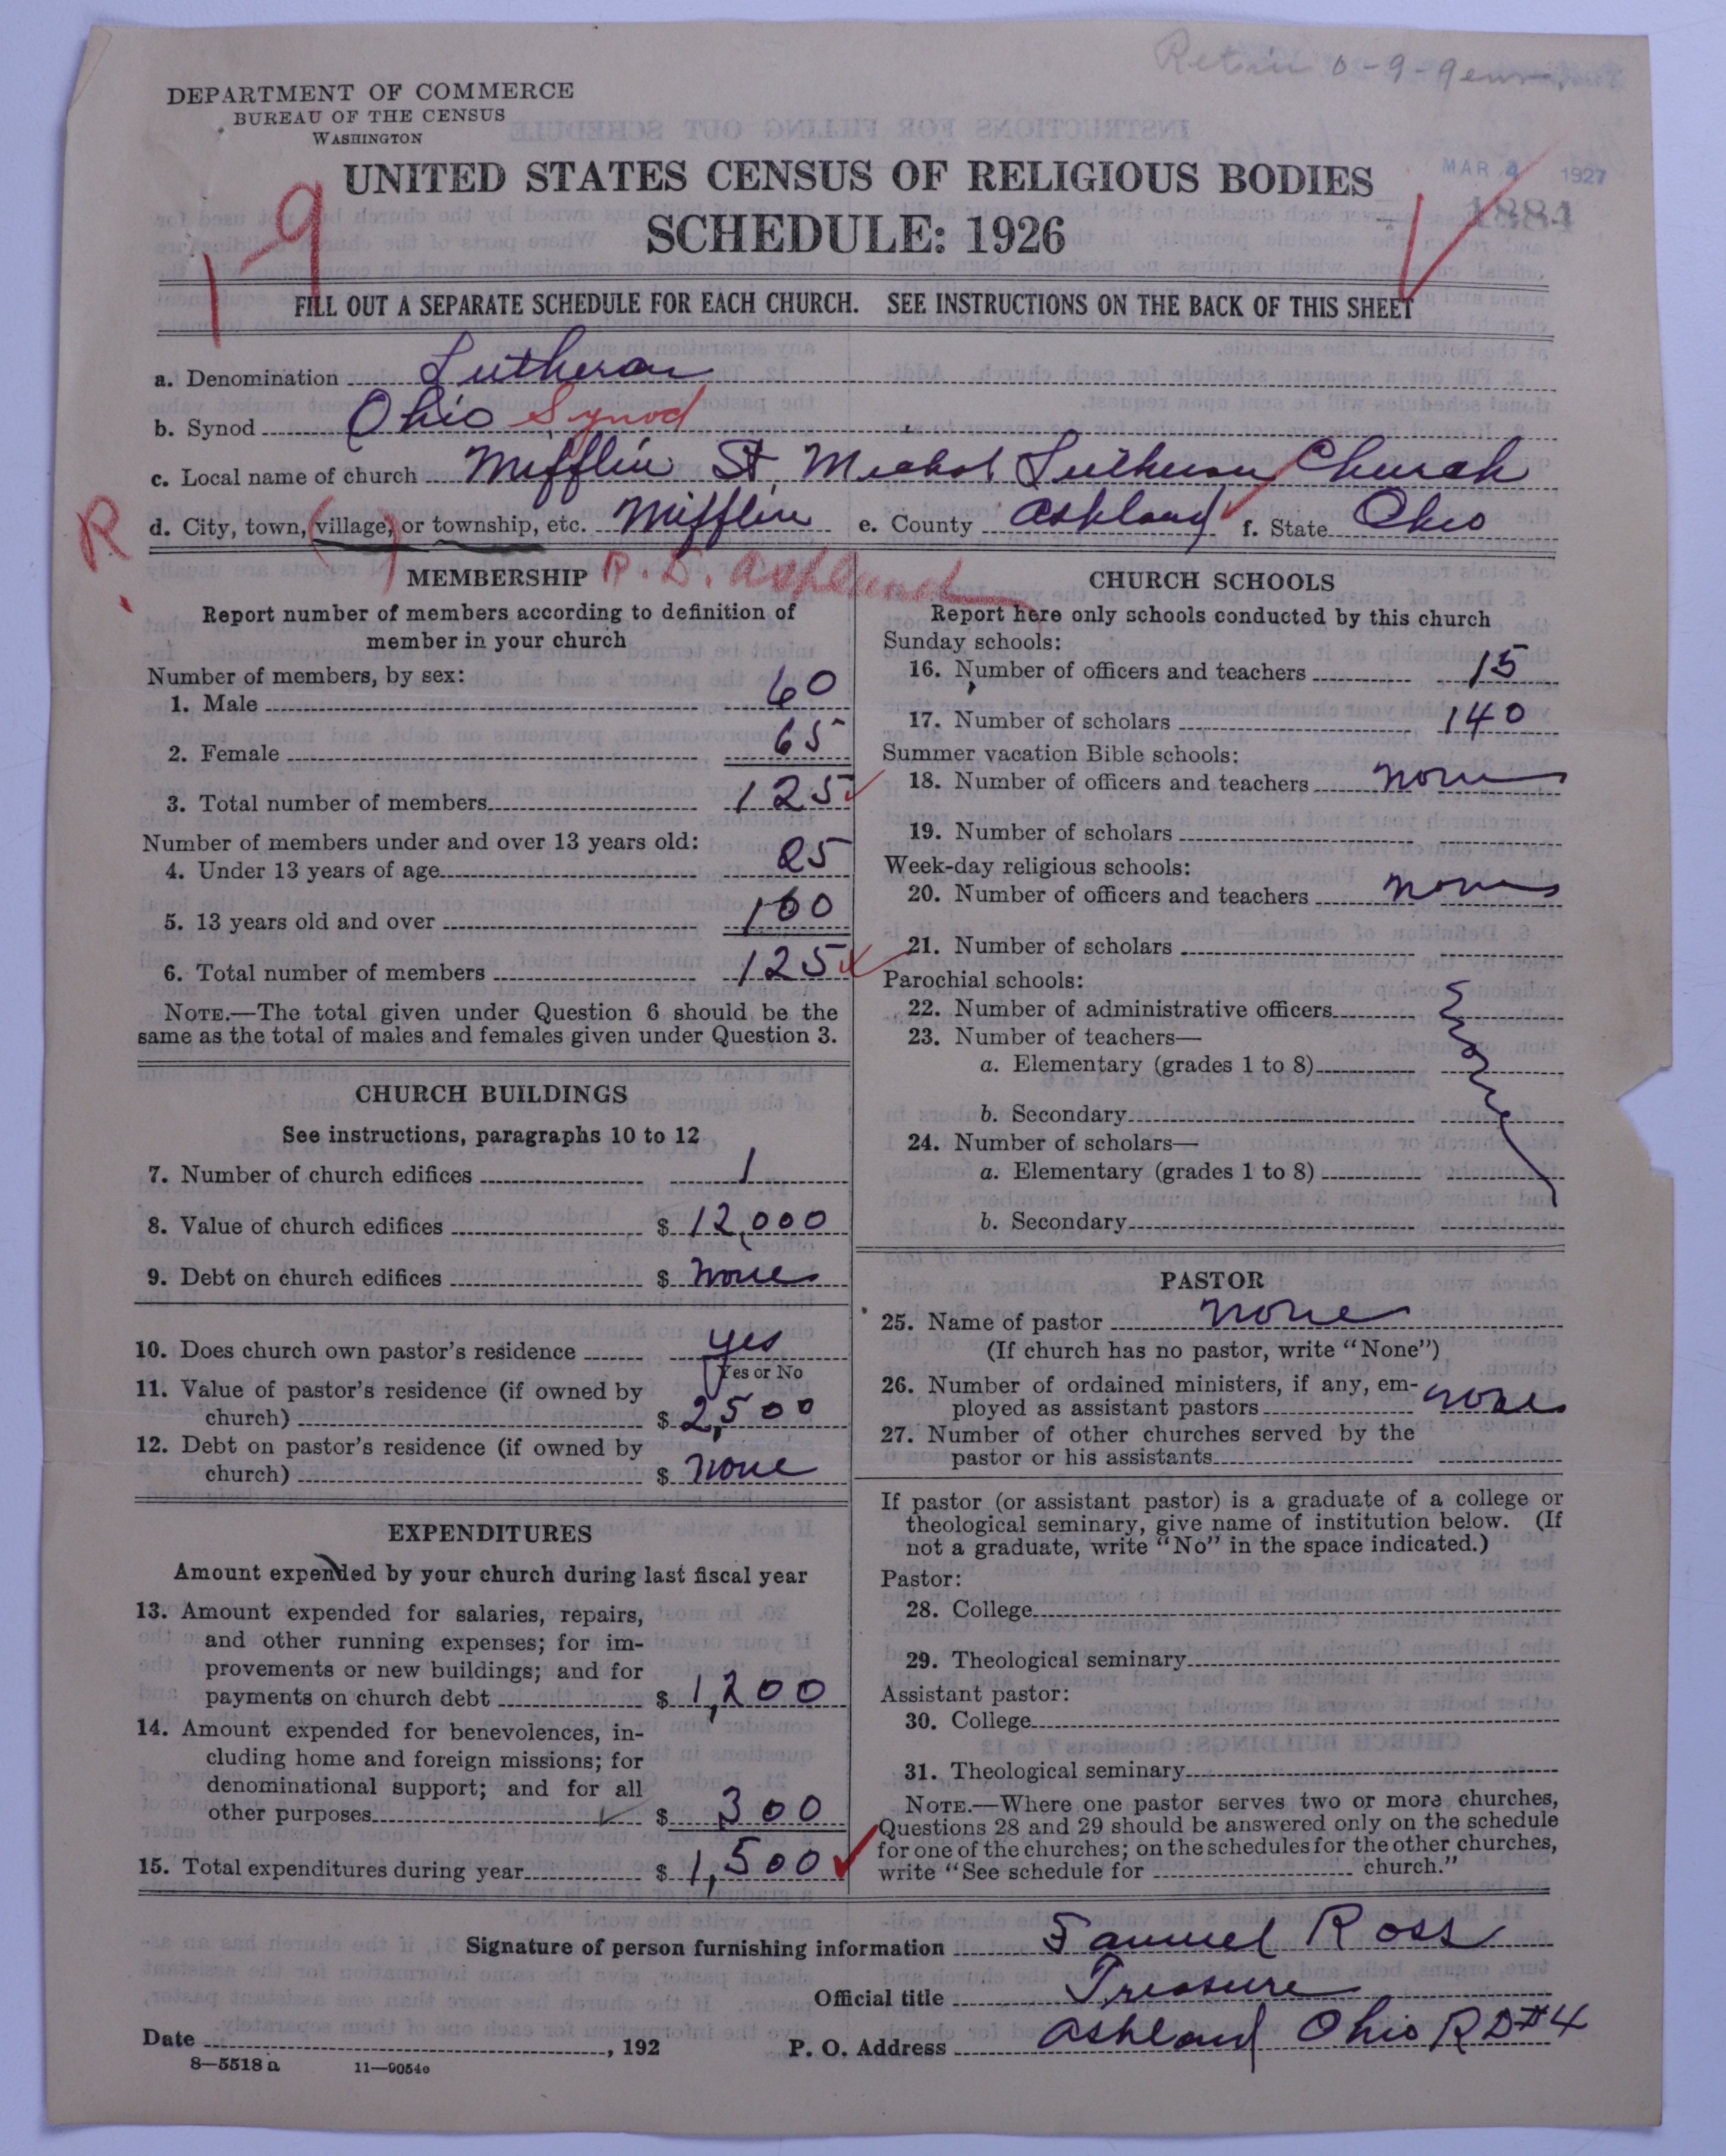 DEPARTMENT OF COMMERCE
BUREAU OF THE CENSUS
WASHINGTON
MAR 4 1927
1884
19
UNITED STATES CENSUS OF RELIGIOUS BODIES
SCHEDULE: 1926
FILL OUT A SEPARATE SCHEDULE FOR EACH CHURCH. SEE INSTRUCTIONS ON THE BACK OF THIS SHEET
a. Denomination Lutheran
b. Synod Ohio Synod
c. Local name of church Mifflin St. Michal Lutheran Church
R
d. City, town, village, or township, etc. Mifflin e. County Ashland f. State Ohio
R.D. Ashland
MEMBERSHIP
Report number of members according to definition of
member in your church
Number of members, by sex:
1. Male 60
2. Female 65
3. Total number of members 125
Number of members under and over 13 years old:
4. Under 13 years of age 25
5. 13 years old and over 100
6. Total number of members 125
NOTE.—The total given under Question 6 should be the
same as the total of males and females given under Question 3.
CHURCH BUILDINGS
See instructions, paragraphs 10 to 12
7. Number of church edifices 1
8. Value of church edifices $ 12,000
9. Debt on church edifices $ none
10. Does church own pastor's residence yes
Yes or No
11. Value of pastor's residence (if owned by
church) $ 2,500
12. Debt on pastor's residence (if owned by
church) $ none
EXPENDITURES
Amount expended by your church during last fiscal year
13. Amount expended for salaries, repairs,
and other running expenses; for im-
provements or new buildings; and for
payments on church debt $ 1,200
14. Amount expended for benevolences, in-
cluding home and foreign missions; for
denominational support; and for all
other purposes $ 300
15. Total expenditures during year $ 1,500
CHURCH SCHOOLS
Report here only schools conducted by this church
Sunday schools:
16. Number of officers and teachers 15
17. Number of scholars 140
Summer vacation Bible schools:
18. Number of officers and teachers none
19. Number of scholars
Week-day religious schools:
20. Number of officers and teachers none
21. Number of scholars
Parochial schools:
22. Number of administrative officers
23. Number of teachers—
a. Elementary (grades 1 to 8)
b. Secondary
24. Number of scholars—
a. Elementary (grades 1 to 8)
b. Secondary
PASTOR
25. Name of pastor none
(If church has no pastor, write "None")
26. Number of ordained ministers, if any, em-
ployed as assistant pastors none
27. Number of other churches served by the
pastor or his assistants
If pastor (or assistant pastor) is a graduate of a college or
theological seminary, give name of institution below. (If
not a graduate, write "No" in the space indicated.)
Pastor:
28. College
29. Theological seminary
Assistant pastor:
30. College
31. Theological seminary
NOTE.—Where one pastor serves two or more churches,
Questions 28 and 29 should be answered only on the schedule
for one of the churches; on the schedules for the other churches,
write "See schedule for church."
Signature of person furnishing information Samuel Ross
Official title Treasure
Date , 192 P. O. Address Ashland Ohio R D #4
8—5518 a 11—9054o